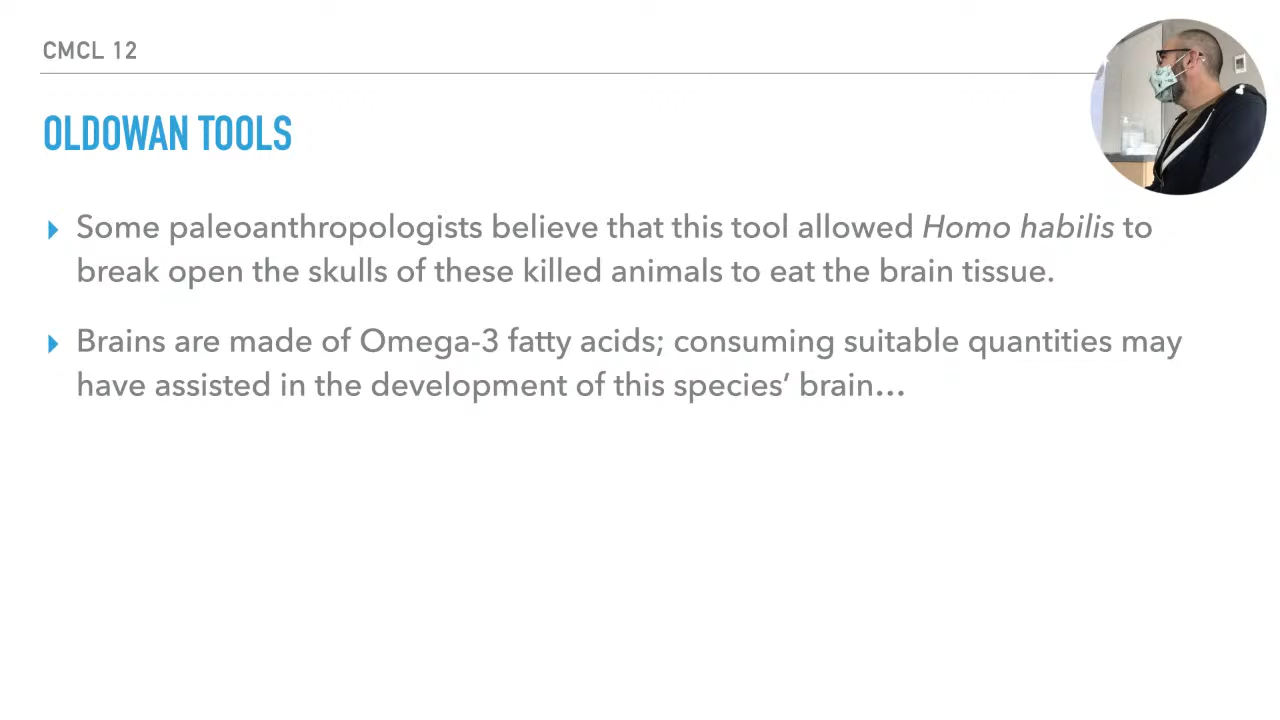 CMCL 12
OLDOWAN TOOLS
Some paleoanthropologists believe that this tool allowed Homo habilis to
break open the skulls of these killed animals to eat the brain tissue.
Brains are made of Omega-3 fatty acids; consuming suitable quantities may
have assisted in the development of this species’ brain…